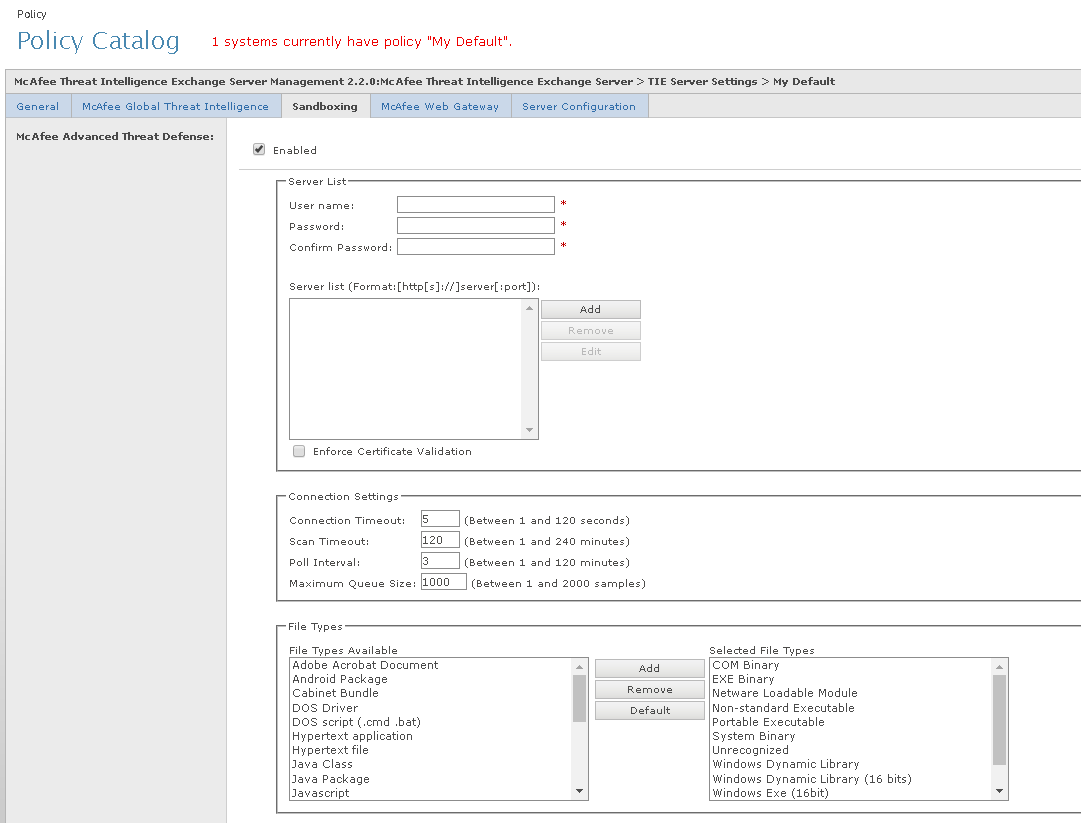 Policy
Policy Catalog 1 systems currently have policy "My Default".
McAfee Threat Intelligence Exchange Server Management 2.2.0:McAfee Threat Intelligence Exchange Server > TIE Server Settings > My Default
General McAfee Global Threat Intelligence Sandboxing McAfee Web Gateway Server Configuration
McAfee Advanced Threat Defense:
Enabled
Server List
User name: *
Password: *
Confirm Password: *
Server list (Format:[http[s]://]server[:port]):
Add
Remove
Edit
Enforce Certificate Validation
Connection Settings
Connection Timeout: 5 (Between 1 and 120 seconds)
Scan Timeout: 120 (Between 1 and 240 minutes)
Poll Interval: 3 (Between 1 and 120 minutes)
Maximum Queue Size: 1000 (Between 1 and 2000 samples)
File Types
File Types Available
Adobe Acrobat Document
Android Package
Cabinet Bundle
DOS Driver
DOS script (.cmd .bat)
Hypertext application
Hypertext file
Java Class
Java Package
Javascript
Add
Remove
Default
Selected File Types
COM Binary
EXE Binary
Netware Loadable Module
Non-standard Executable
Portable Executable
System Binary
Unrecognized
Windows Dynamic Library
Windows Dynamic Library (16 bits)
Windows Exe (16bit)